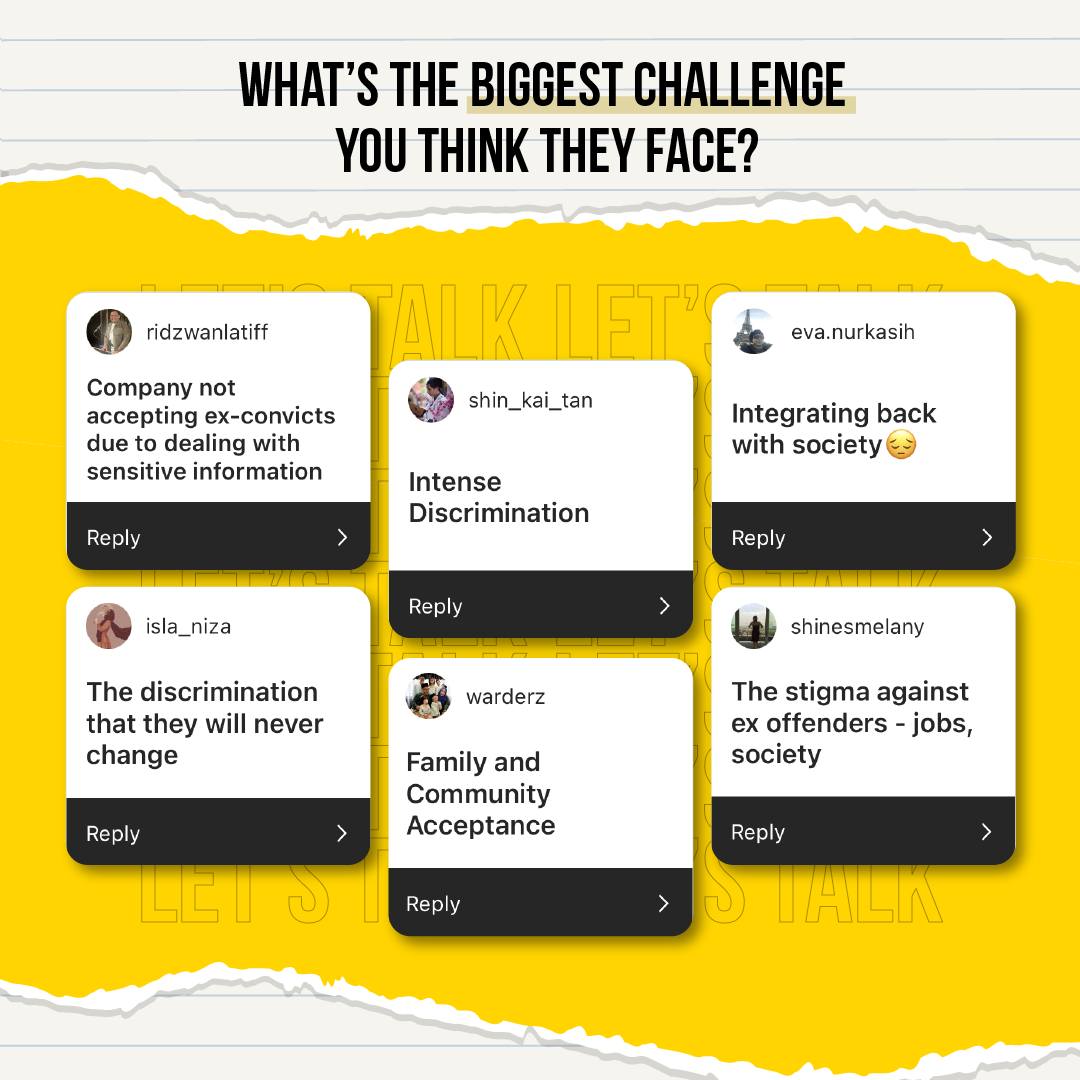 WHAT'S THE BIGGEST CHALLENGE
YOU THINK THEY FACE?
ridzwanlatiff
Company not
accepting ex-convicts
due to dealing with
sensitive information
Reply
shin_kai_tan
Intense
Discrimination
Reply
eva.nurkasih
Integrating back
with society😔
Reply
isla_niza
The discrimination
that they will never
change
Reply
warderz
Family and
Community
Acceptance
Reply
shinesmelany
The stigma against
ex offenders - jobs,
society
Reply
LET'S TALK LET'S TALK